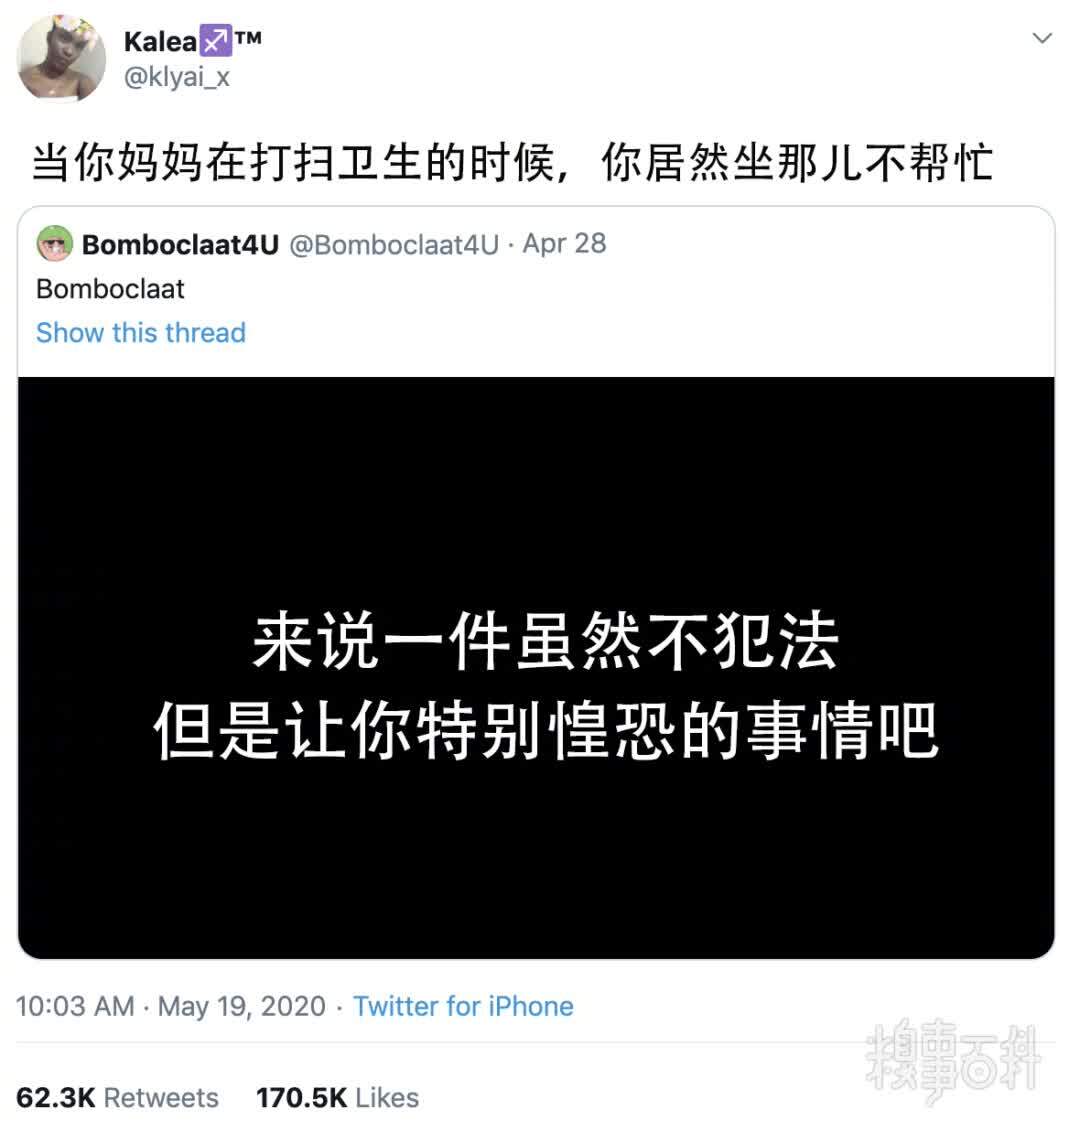 Kalea♐™
@klyai_x
当你妈妈在打扫卫生的时候，你居然坐那儿不帮忙
Bomboclaat4U @Bomboclaat4U · Apr 28
Bomboclaat
Show this thread
来说一件虽然不犯法
但是让你特别惶恐的事情吧
10:03 AM · May 19, 2020 · Twitter for iPhone
糗事百科
62.3K Retweets 170.5K Likes